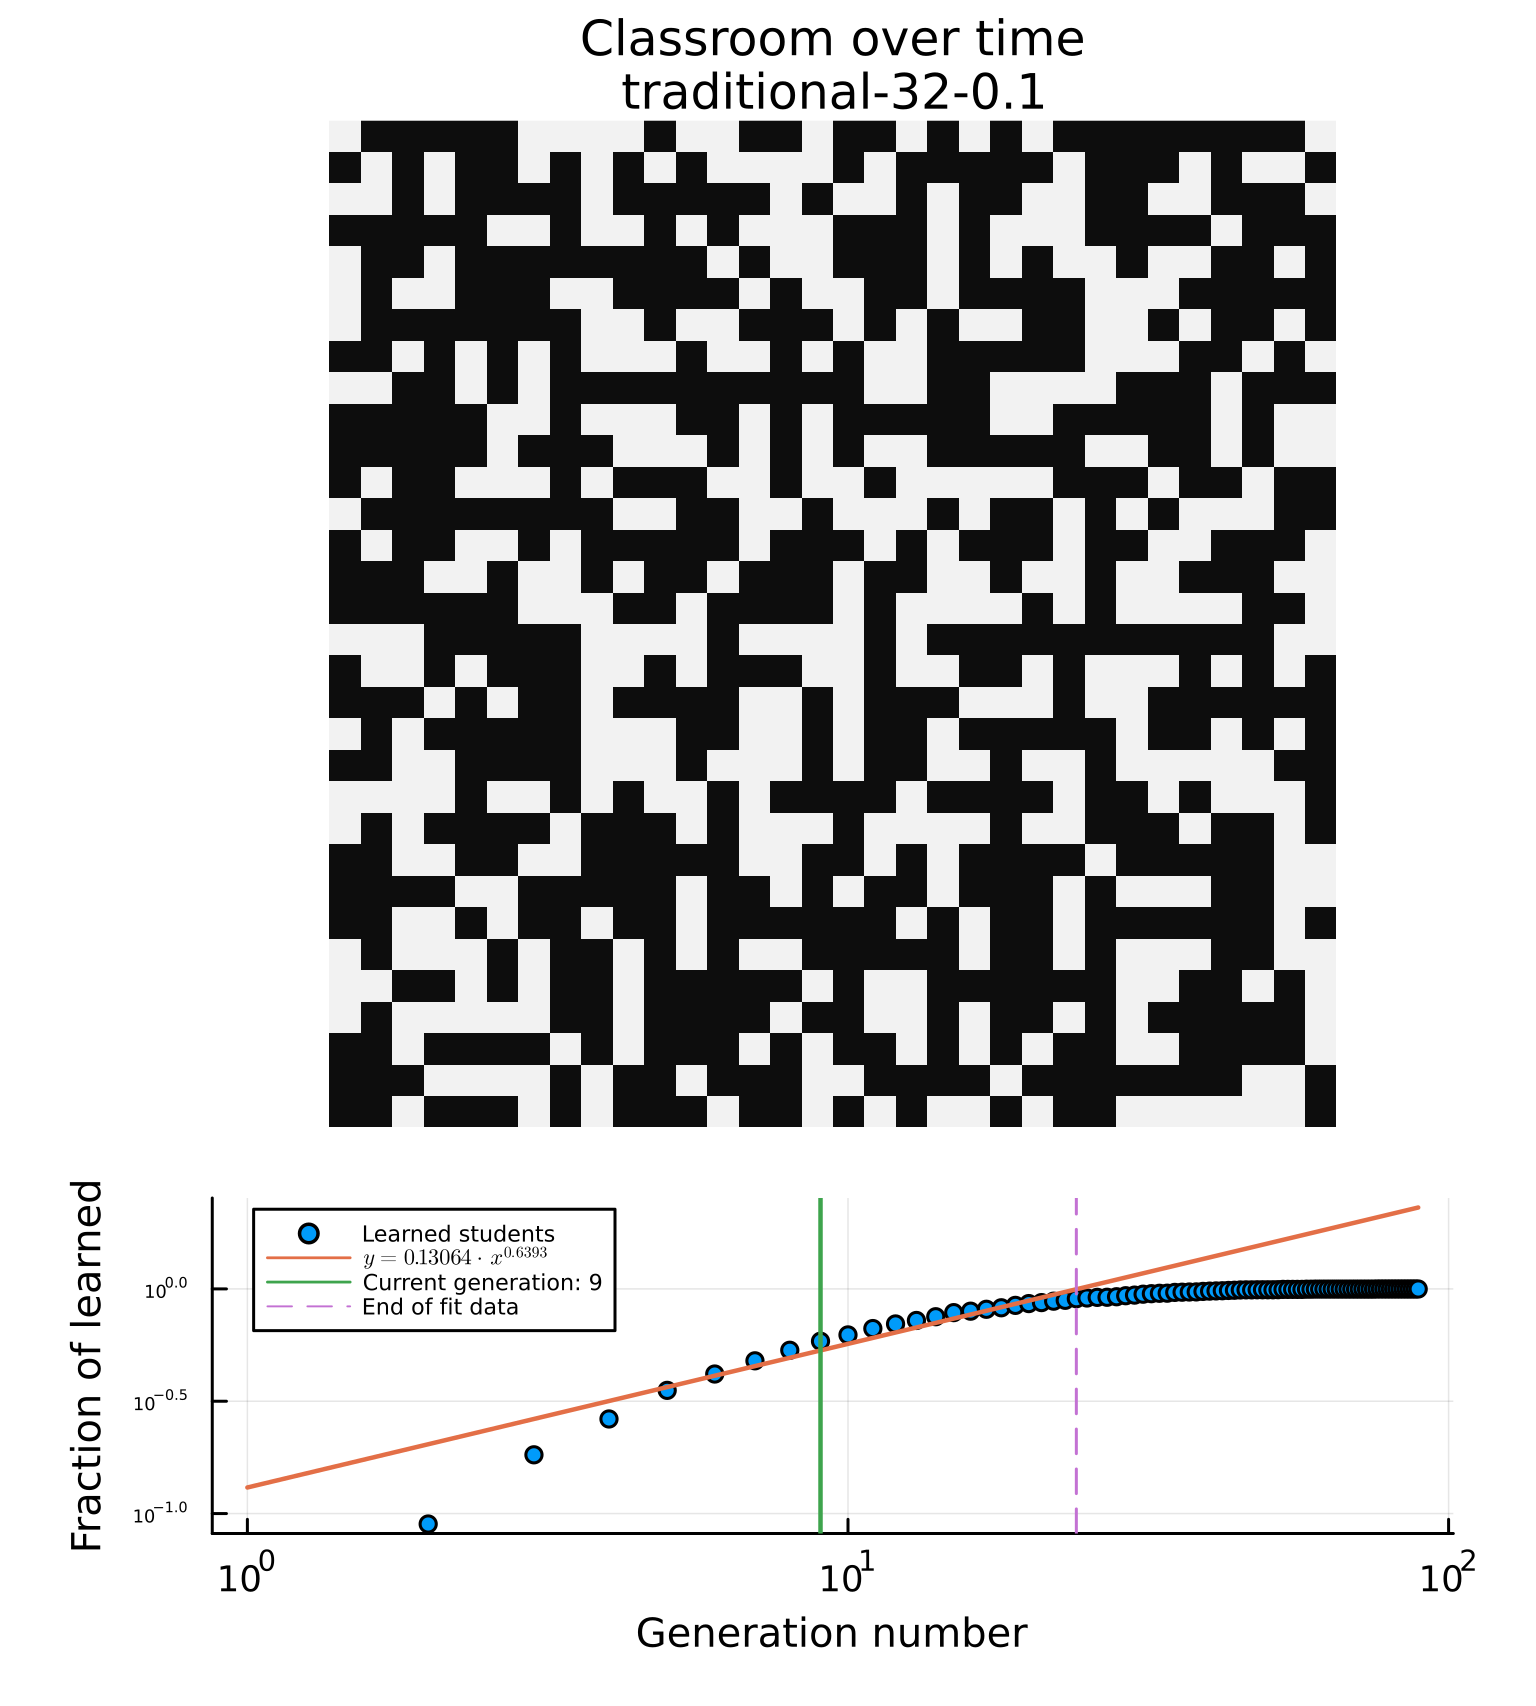 Classroom over time
traditional-32-0.1
Fraction of learned
Learned students
y = 0.13064 · x^0.6393
Current generation: 9
End of fit data
10^0.0
10^−0.5
10^−1.0
10^0 10^1 10^2
Generation number